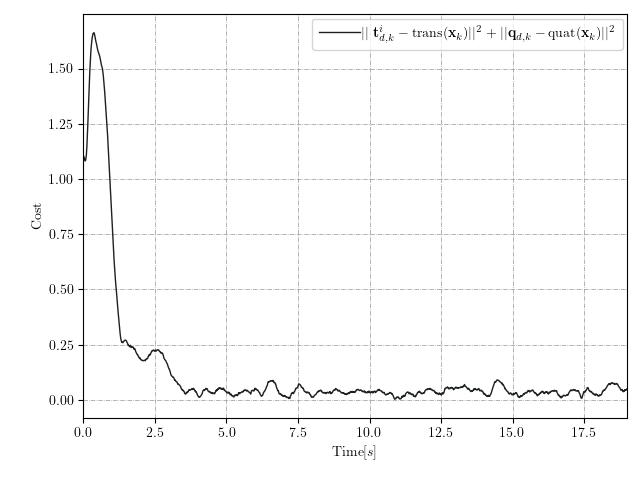 || t^i_{d,k} − trans(x_k)||^2 + ||q_{d,k} − quat(x_k)||^2
1.50
1.25
1.00
0.75
0.50
0.25
0.00
Cost
0.0 2.5 5.0 7.5 10.0 12.5 15.0 17.5
Time[s]